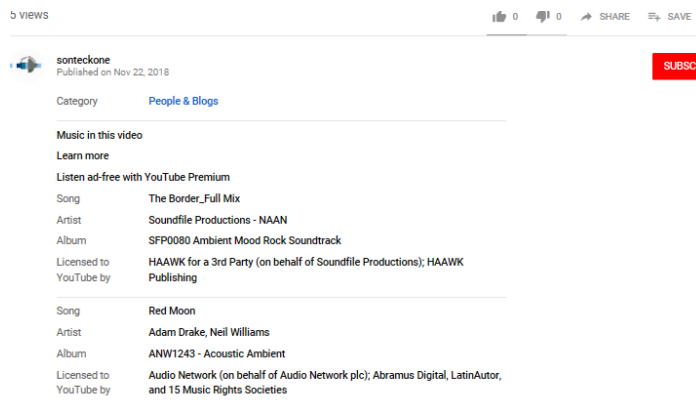 5 views 0 0 SHARE SAVE
sonteckone
Published on Nov 22, 2018
SUBSC
Category People & Blogs
Music in this video
Learn more
Listen ad-free with YouTube Premium
Song The Border_Full Mix
Artist Soundfile Productions - NAAN
Album SFP0080 Ambient Mood Rock Soundtrack
Licensed to HAAWK for a 3rd Party (on behalf of Soundfile Productions); HAAWK
YouTube by Publishing
Song Red Moon
Artist Adam Drake, Neil Williams
Album ANW1243 - Acoustic Ambient
Licensed to Audio Network (on behalf of Audio Network plc); Abramus Digital, LatinAutor,
YouTube by and 15 Music Rights Societies